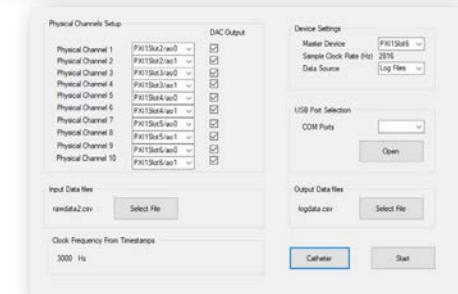 Physical Channels Setup
DAC Output
Physical Channel 1 PXI1Slot2/ao0
Physical Channel 2 PXI1Slot2/ao1
Physical Channel 3 PXI1Slot3/ao0
Physical Channel 4 PXI1Slot3/ao1
Physical Channel 5 PXI1Slot4/ao0
Physical Channel 6 PXI1Slot4/ao1
Physical Channel 7 PXI1Slot5/ao0
Physical Channel 8 PXI1Slot5/ao1
Physical Channel 9 PXI1Slot6/ao0
Physical Channel 10 PXI1Slot6/ao1
Device Settings
Master Device PXI1Slot6
Sample Clock Rate (Hz) 2816
Data Source Log Files
USB Port Selection
COM Ports
Open
Input Data files
rawdata2.csv Select File
Output Data files
logdata.csv Select File
Clock Frequency From Timestamps
3000 Hz
Catheter Start